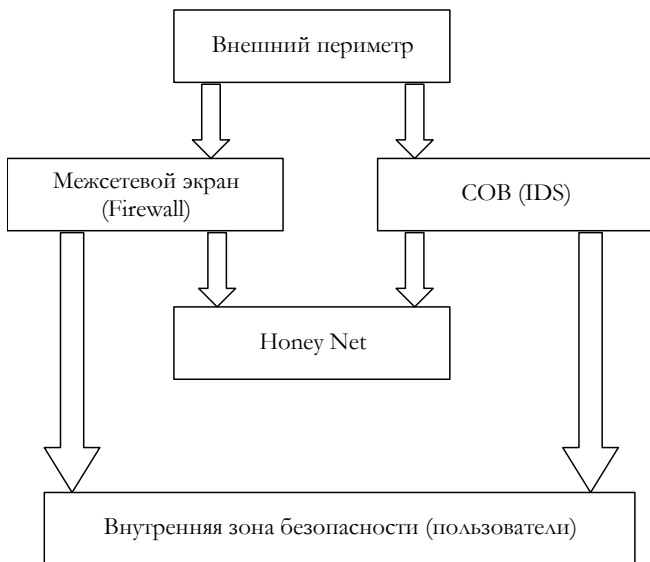 Внешний периметр
Межсетевой экран
(Firewall)
СОВ (IDS)
Honey Net
Внутренняя зона безопасности (пользователи)